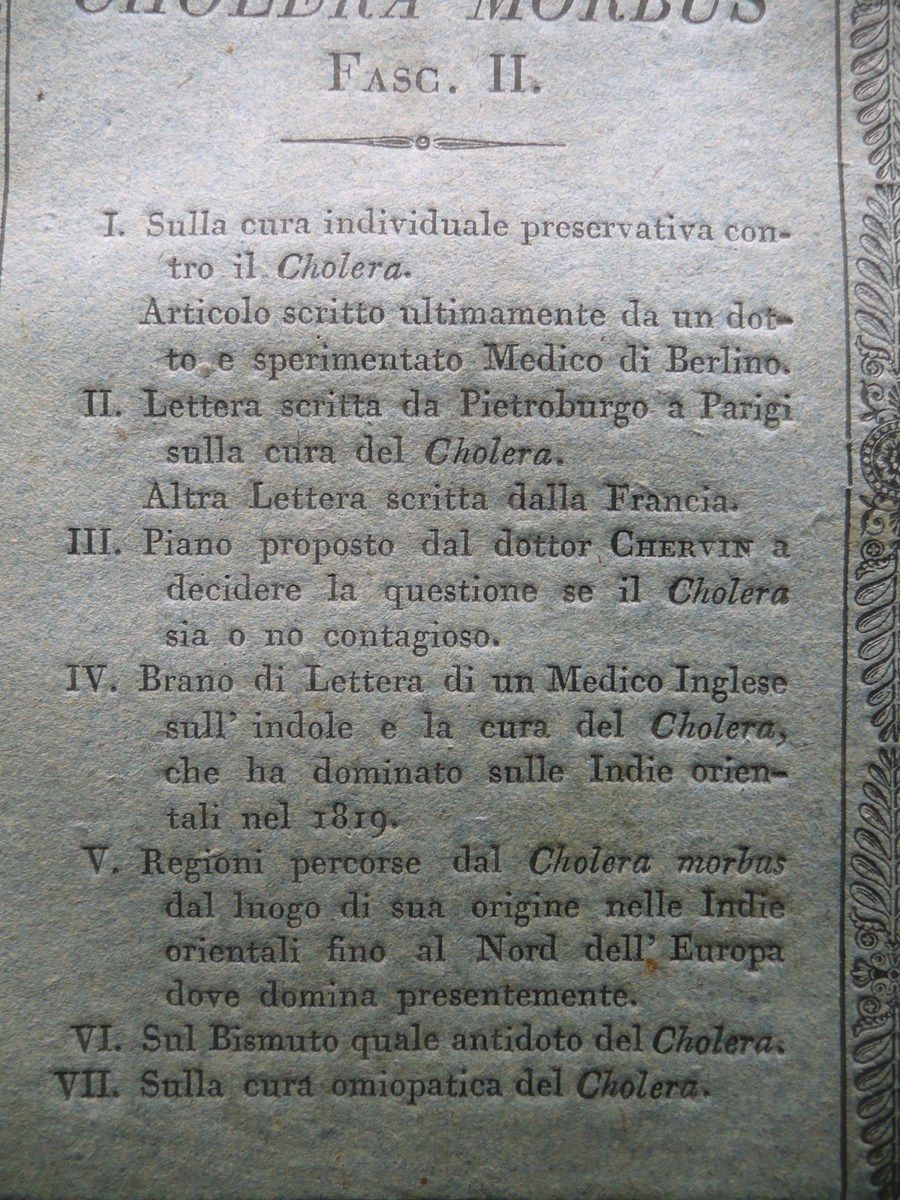 CHOLERA MORBUS
FASC. II.
I. Sulla cura individuale preservativa con-
tro il Cholera.
Articolo scritto ultimamente da un dot-
to e sperimentato Medico di Berlino.
II. Lettera scritta da Pietroburgo a Parigi
sulla cura del Cholera.
Altra Lettera scritta dalla Francia.
III. Piano proposto dal dottor CHERVIN a
decidere la questione se il Cholera
sia o no contagioso.
IV. Brano di Lettera di un Medico Inglese
sull' indole e la cura del Cholera,
che ha dominato sulle Indie orien-
tali nel 1819.
V. Regioni percorse dal Cholera morbus
dal luogo di sua origine nelle Indie
orientali fino al Nord dell' Europa
dove domina presentemente.
VI. Sul Bismuto quale antidoto del Cholera.
VII. Sulla cura omiopatica del Cholera.